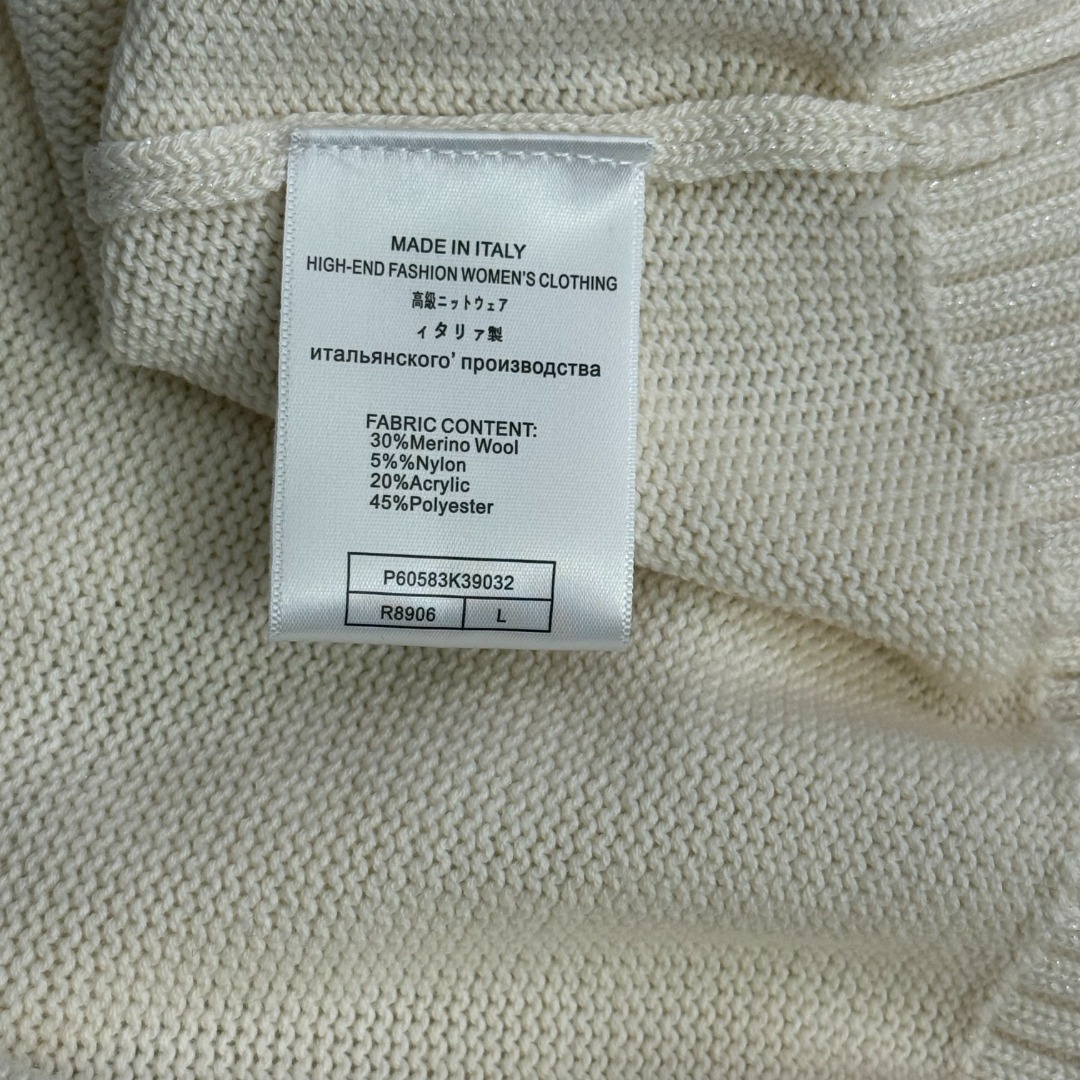 MADE IN ITALY
HIGH-END FASHION WOMEN'S CLOTHING
高級ニットウェア
ィタリァ製
итальянского' производства
FABRIC CONTENT:
30%Merino Wool
5%%Nylon
20%Acrylic
45%Polyester
P60583K39032
R8906 L